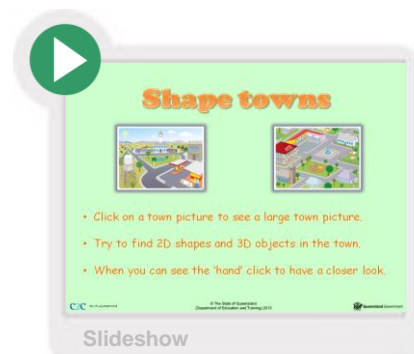 Shape towns
• Click on a town picture to see a large town picture.
• Try to find 2D shapes and 3D objects in the town.
• When you can see the 'hand' click to have a closer look.
C2C
© The State of Queensland
(Department of Education and Training) 2013
Queensland Government
Slideshow